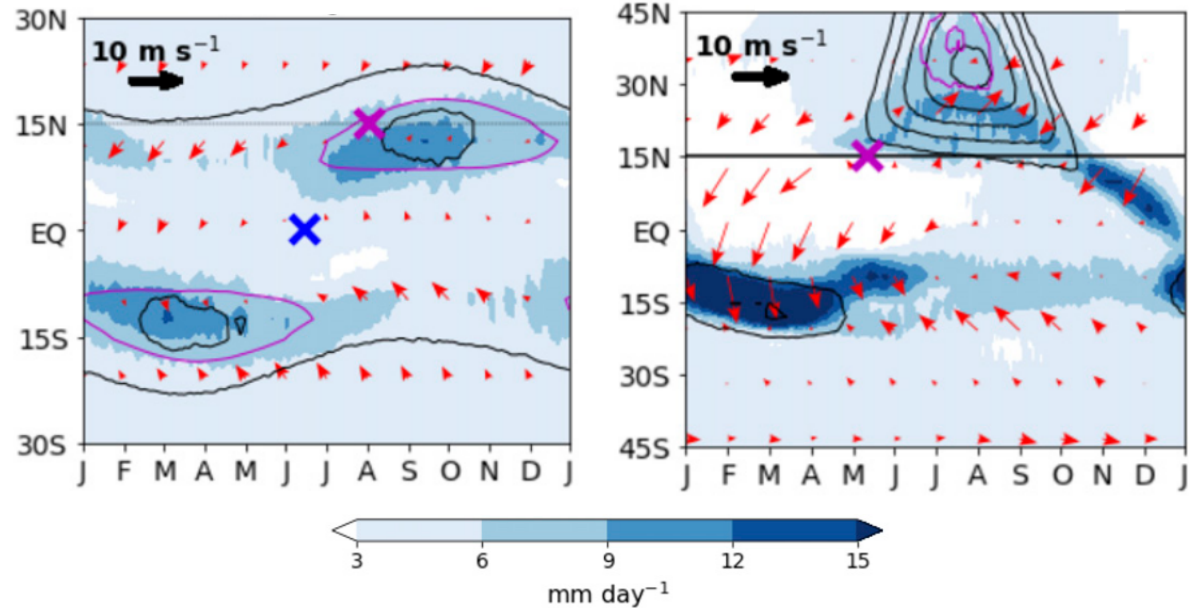 30N
15N
EQ
15S
30S
10 m s⁻¹
J F M A M J J A S O N D J
45N
30N
15N
EQ
15S
30S
45S
10 m s⁻¹
J F M A M J J A S O N D J
3 6 9 12 15
mm day⁻¹